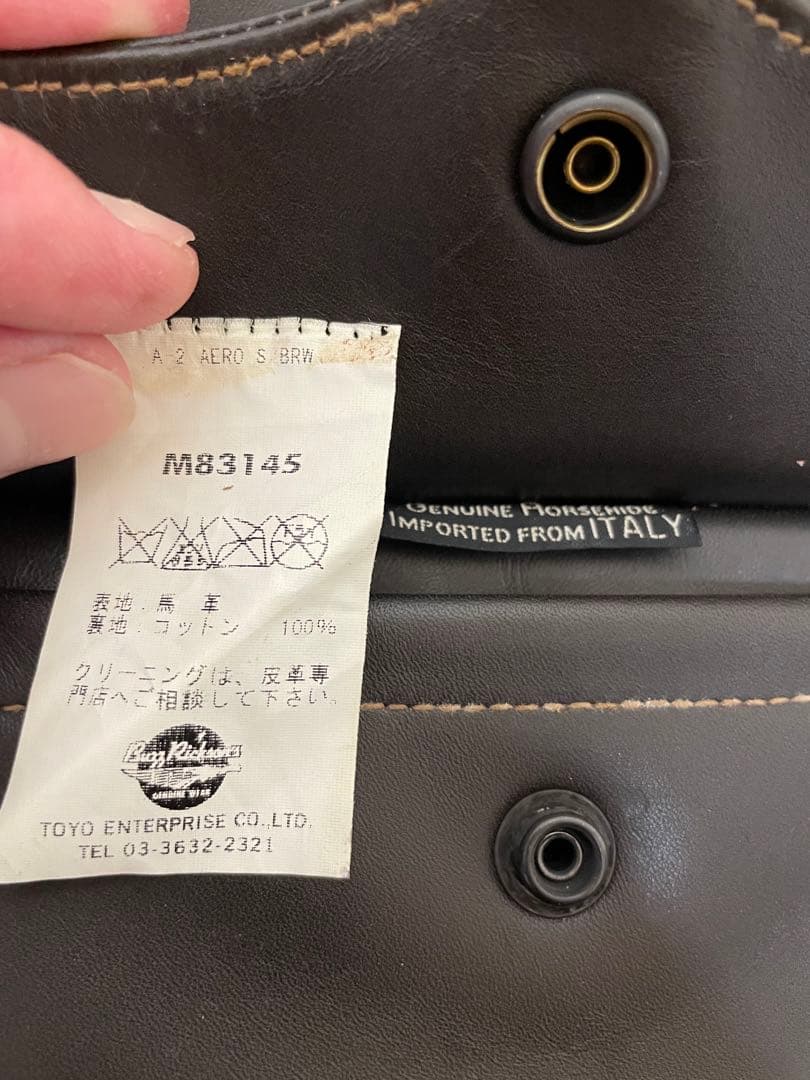 A-2 AERO S BRW
M83145
GENUINE HORSEHIDE
IMPORTED FROM ITALY
表地:馬 革
裏地:コットン 100%
クリーニングは、皮革専
門店へご相談して下さい。
Buzz Rickson's
GENUINE WEAR
TOYO ENTERPRISE CO.,LTD.
TEL 03-3632-2321